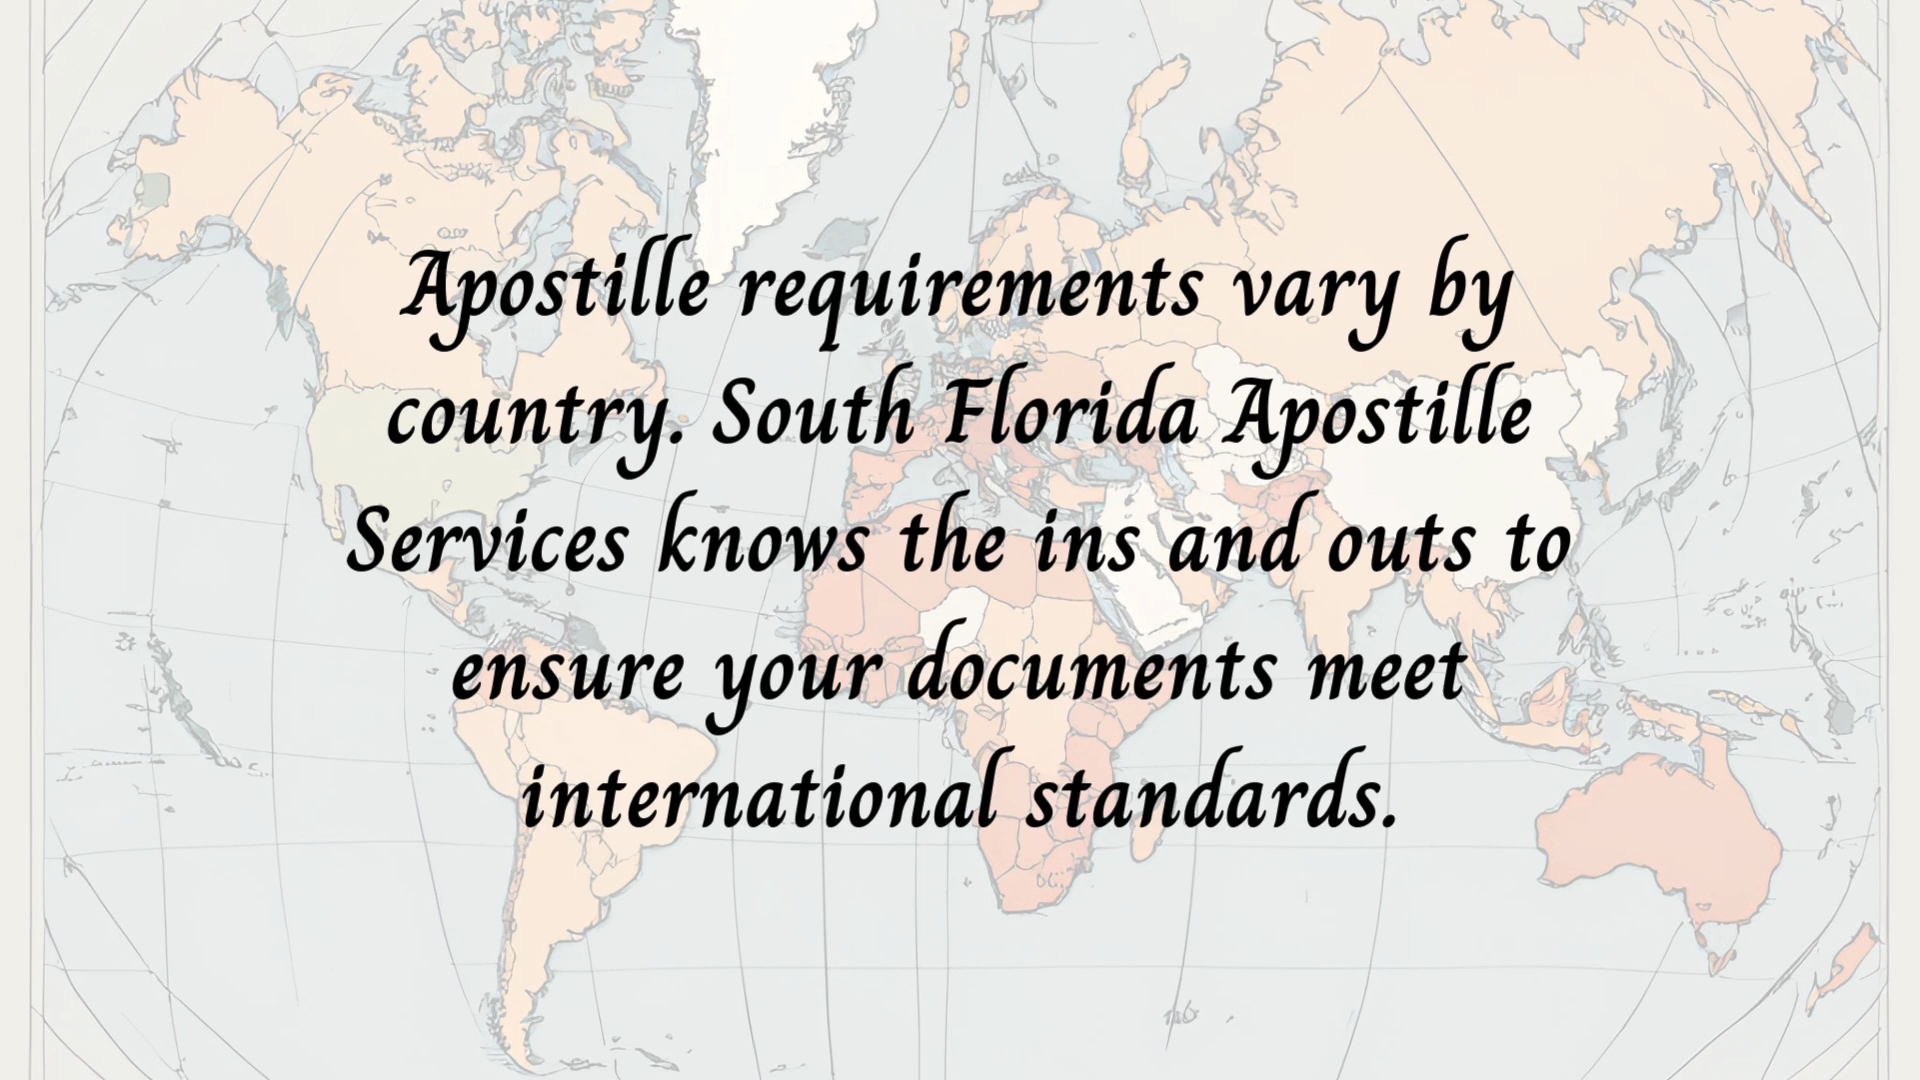 Apostille requirements vary by
country. South Florida Apostille
Services knows the ins and outs to
ensure your documents meet
international standards.